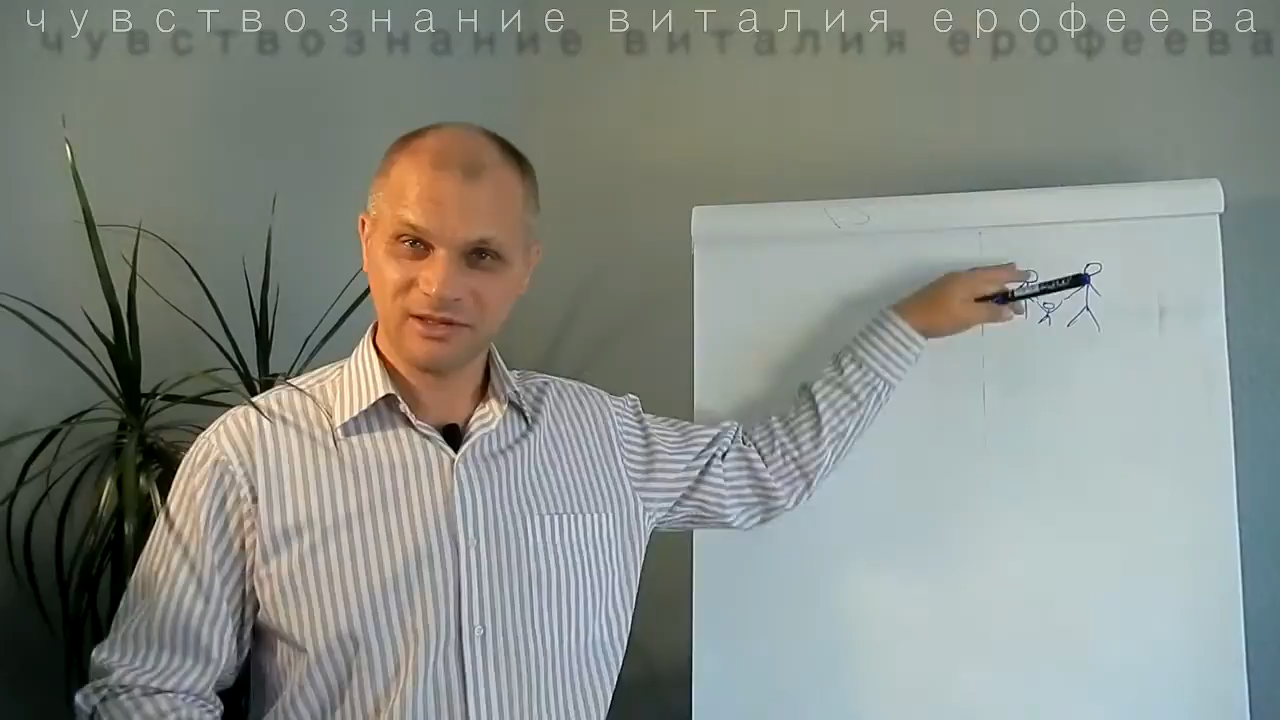 чувствознание виталия ерофеева